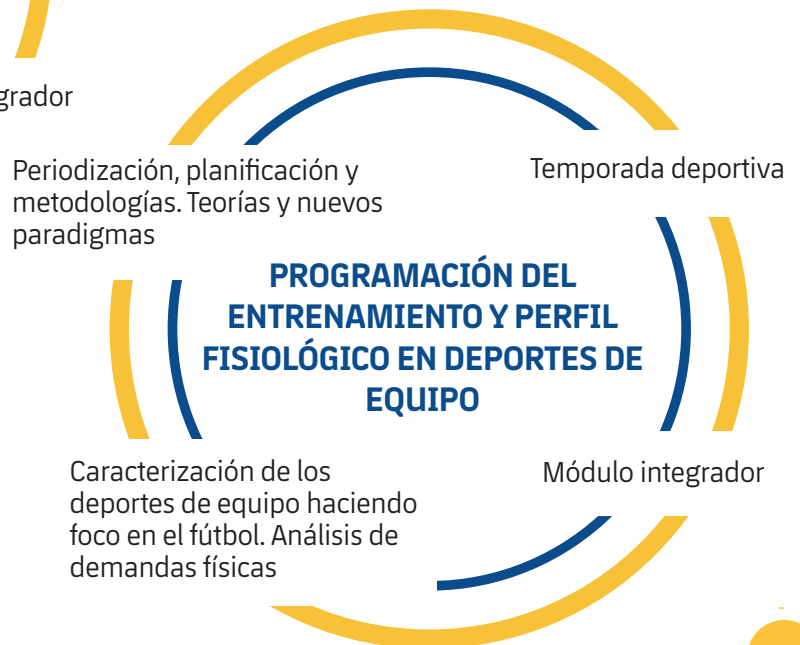 grador
Periodización, planificación y
metodologías. Teorías y nuevos
paradigmas
Temporada deportiva
PROGRAMACIÓN DEL
ENTRENAMIENTO Y PERFIL
FISIOLÓGICO EN DEPORTES DE
EQUIPO
Caracterización de los
deportes de equipo haciendo
foco en el fútbol. Análisis de
demandas físicas
Módulo integrador